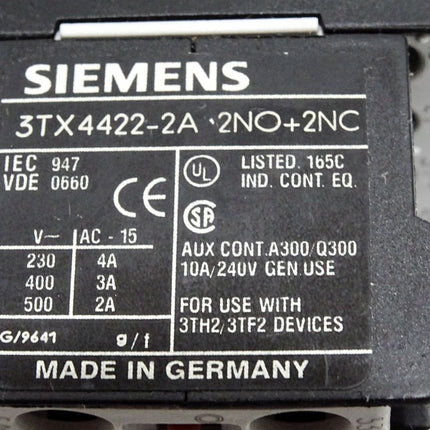 SIEMENS
3TX4422-2A · 2NO+2NC
IEC 947
VDE 0660
CE
V~ AC - 15
230 4A
400 3A
500 2A
G/9641 g/f
UL LISTED. 165C
IND. CONT. EQ.
SA
AUX CONT.A300/Q300
10A/240V GEN.USE
FOR USE WITH
3TH2/3TF2 DEVICES
MADE IN GERMANY